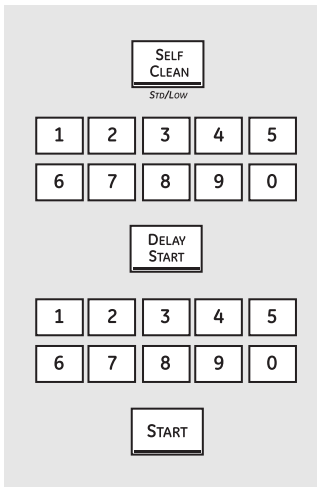 SELF
CLEAN
STD/LOW
1 2 3 4 5
6 7 8 9 0
DELAY
START
1 2 3 4 5
6 7 8 9 0
START